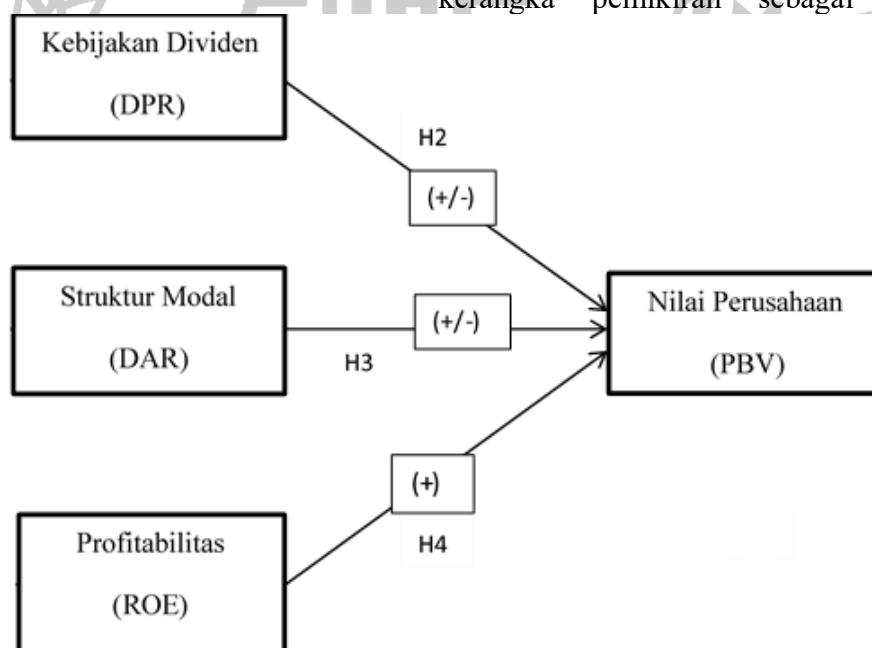 kerangka pemikiran sebagai
Kebijakan Dividen
(DPR)
H2
(+/-)
Struktur Modal
(DAR)
(+/-)
H3
Nilai Perusahaan
(PBV)
(+)
Profitabilitas
(ROE)
H4